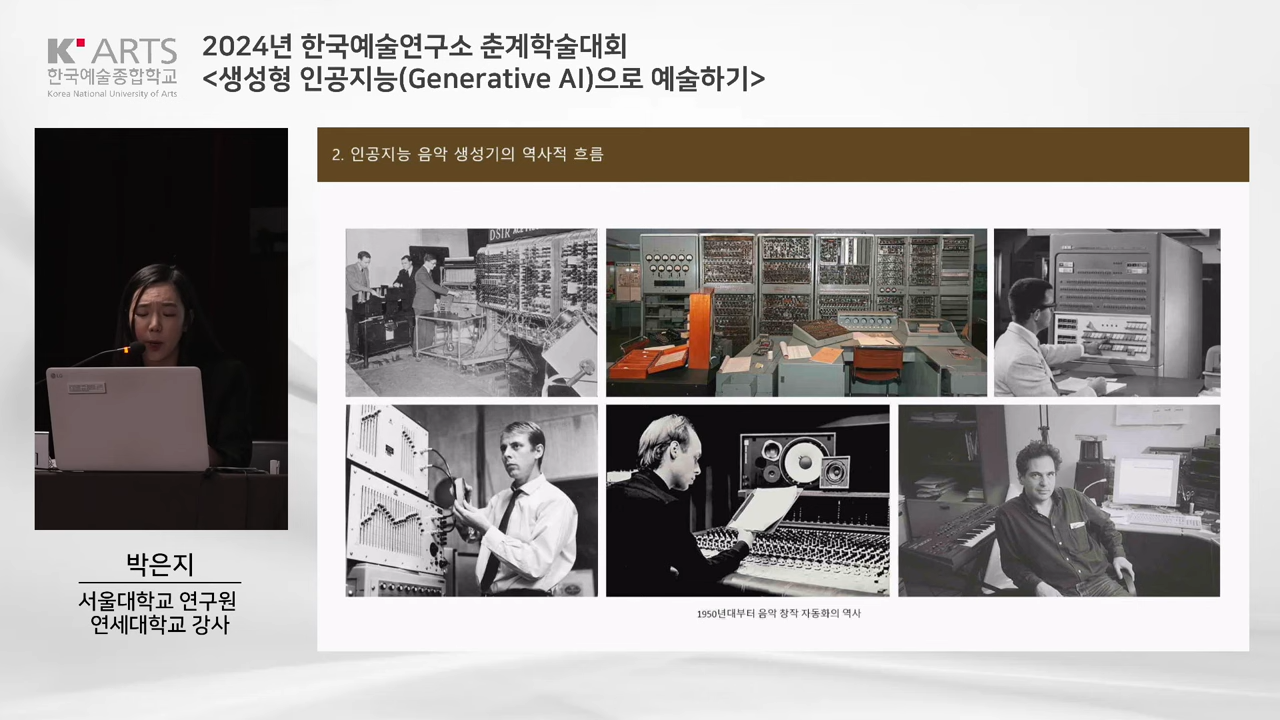 K ARTS
한국예술종합학교
Korea National University of Arts
2024년 한국예술연구소 춘계학술대회
<생성형 인공지능(Generative AI)으로 예술하기>
2. 인공지능 음악 생성기의 역사적 흐름
DSIR
1950년대부터 음악 창작 자동화의 역사
LG
박은지
서울대학교 연구원
연세대학교 강사